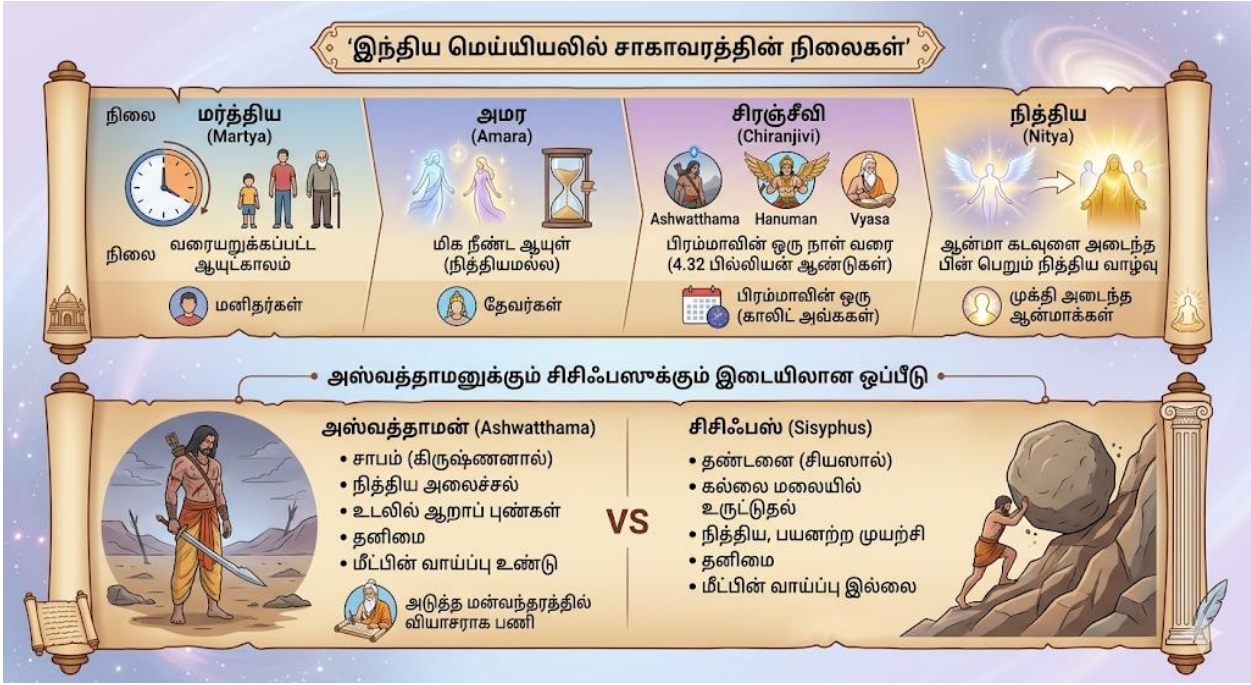 ‘இந்திய மெய்யியலில் சாகாவரத்தின் நிலைகள்’
நிலை
மர்த்திய
(Martya)
நிலை
வரையறுக்கப்பட்ட
ஆயுட்காலம்
மனிதர்கள்
அமர
(Amara)
மிக நீண்ட ஆயுள்
(நித்தியமல்ல)
தேவர்கள்
சிரஞ்சீவி
(Chiranjivi)
Ashwatthama Hanuman Vyasa
பிரம்மாவின் ஒரு நாள் வரை
(4.32 பில்லியன் ஆண்டுகள்)
பிரம்மாவின் ஒரு
(காலிட் அவ்ககள்)
நித்திய
(Nitya)
ஆன்மா கடவுளை அடைந்த
பின் பெறும் நித்திய வாழ்வு
முக்தி அடைந்த
ஆன்மாக்கள்
அஸ்வத்தாமனுக்கும் சிசிஃபஸுக்கும் இடையிலான ஒப்பீடு
அஸ்வத்தாமன் (Ashwatthama)
• சாபம் (கிருஷ்ணனால்)
• நித்திய அலைச்சல்
• உடலில் ஆறாப் புண்கள்
• தனிமை
• மீட்பின் வாய்ப்பு உண்டு
அடுத்த மன்வந்தரத்தில்
வியாசராக பணி
VS
சிசிஃபஸ் (Sisyphus)
• தண்டனை (சியஸால்)
• கல்லை மலையில்
உருட்டுதல்
• நித்திய, பயனற்ற முயற்சி
• தனிமை
• மீட்பின் வாய்ப்பு இல்லை